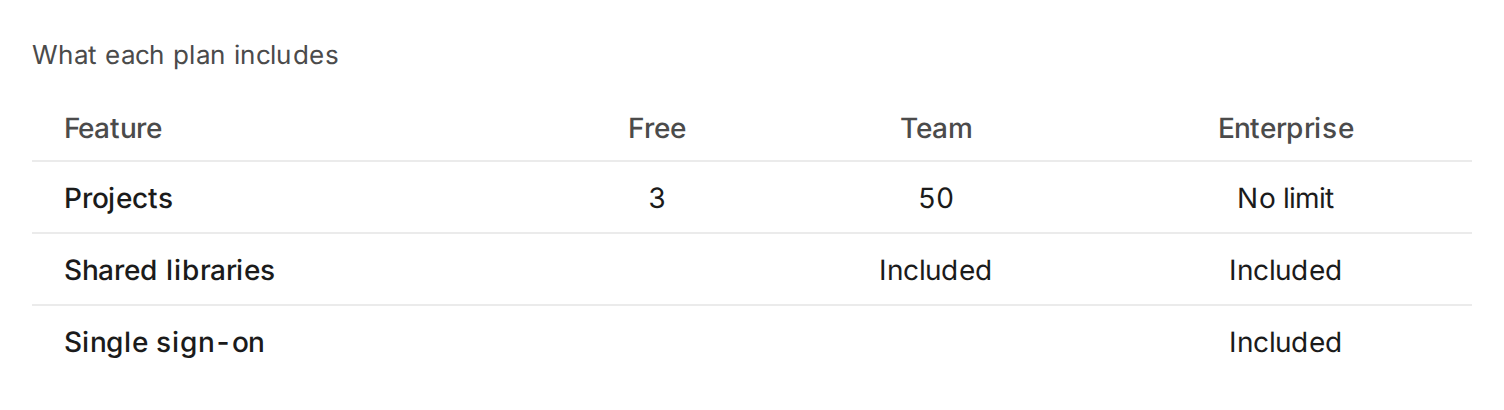 What each plan includes
Feature Free Team Enterprise
Projects 3 50 No limit
Shared libraries Included Included
Single sign-on Included